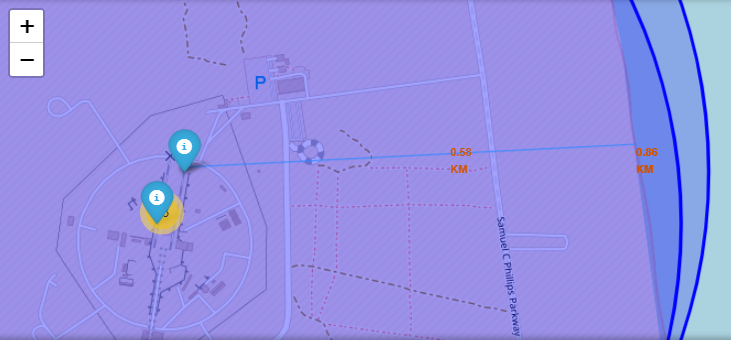 +
P
−
i
0.58
KM
0.86
KM
i
Samuel C Phillips Parkway